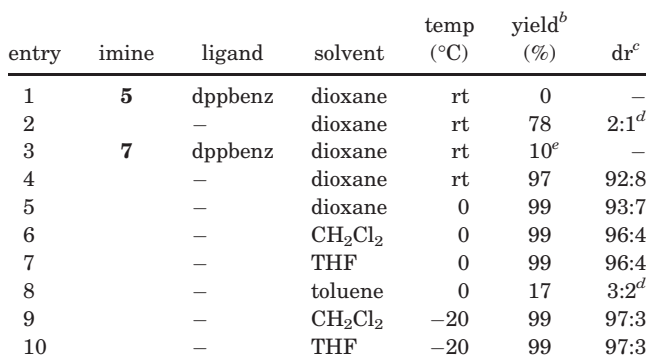 temp yield^b
entry imine ligand solvent (°C) (%) dr^c
1 5 dppbenz dioxane rt 0 –
2 – dioxane rt 78 2:1^d
3 7 dppbenz dioxane rt 10^e –
4 – dioxane rt 97 92:8
5 – dioxane 0 99 93:7
6 – CH₂Cl₂ 0 99 96:4
7 – THF 0 99 96:4
8 – toluene 0 17 3:2^d
9 – CH₂Cl₂ −20 99 97:3
10 – THF −20 99 97:3